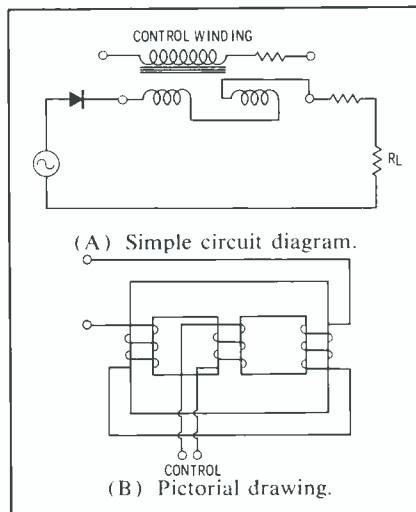 CONTROL WINDING
RL
(A) Simple circuit diagram.
CONTROL
(B) Pictorial drawing.